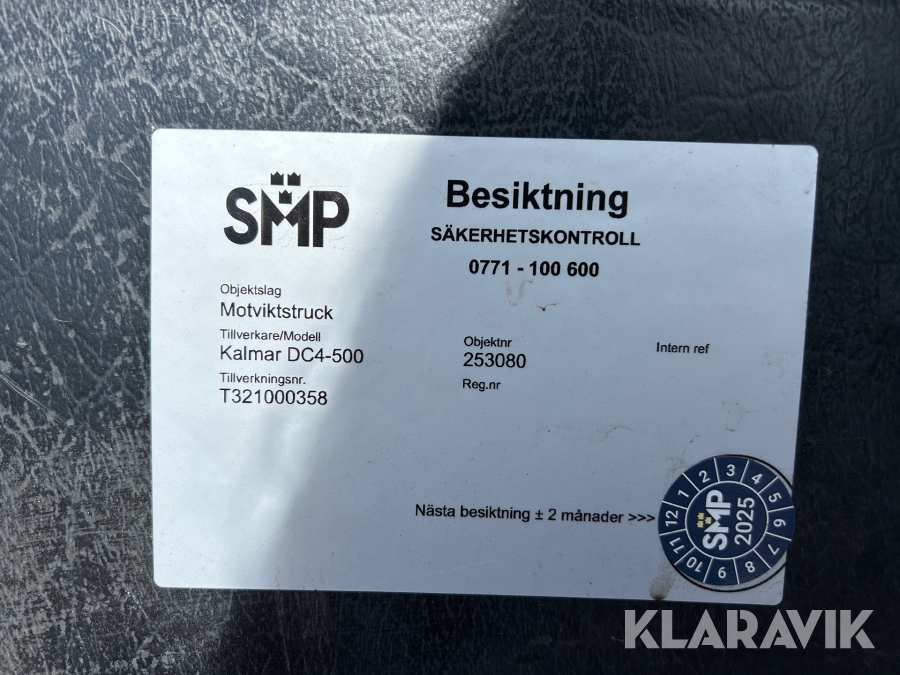 SMP
Besiktning
SÄKERHETSKONTROLL
0771 - 100 600
Objektslag
Motviktstruck
Tillverkare/Modell
Kalmar DC4-500
Tillverkningsnr.
T321000358
Objektnr
253080
Reg.nr
Intern ref
Nästa besiktning ± 2 månader >>>
1 2 3 4 5 6 7 8 9 10 11 12
SMP
2025
KLARAVIK